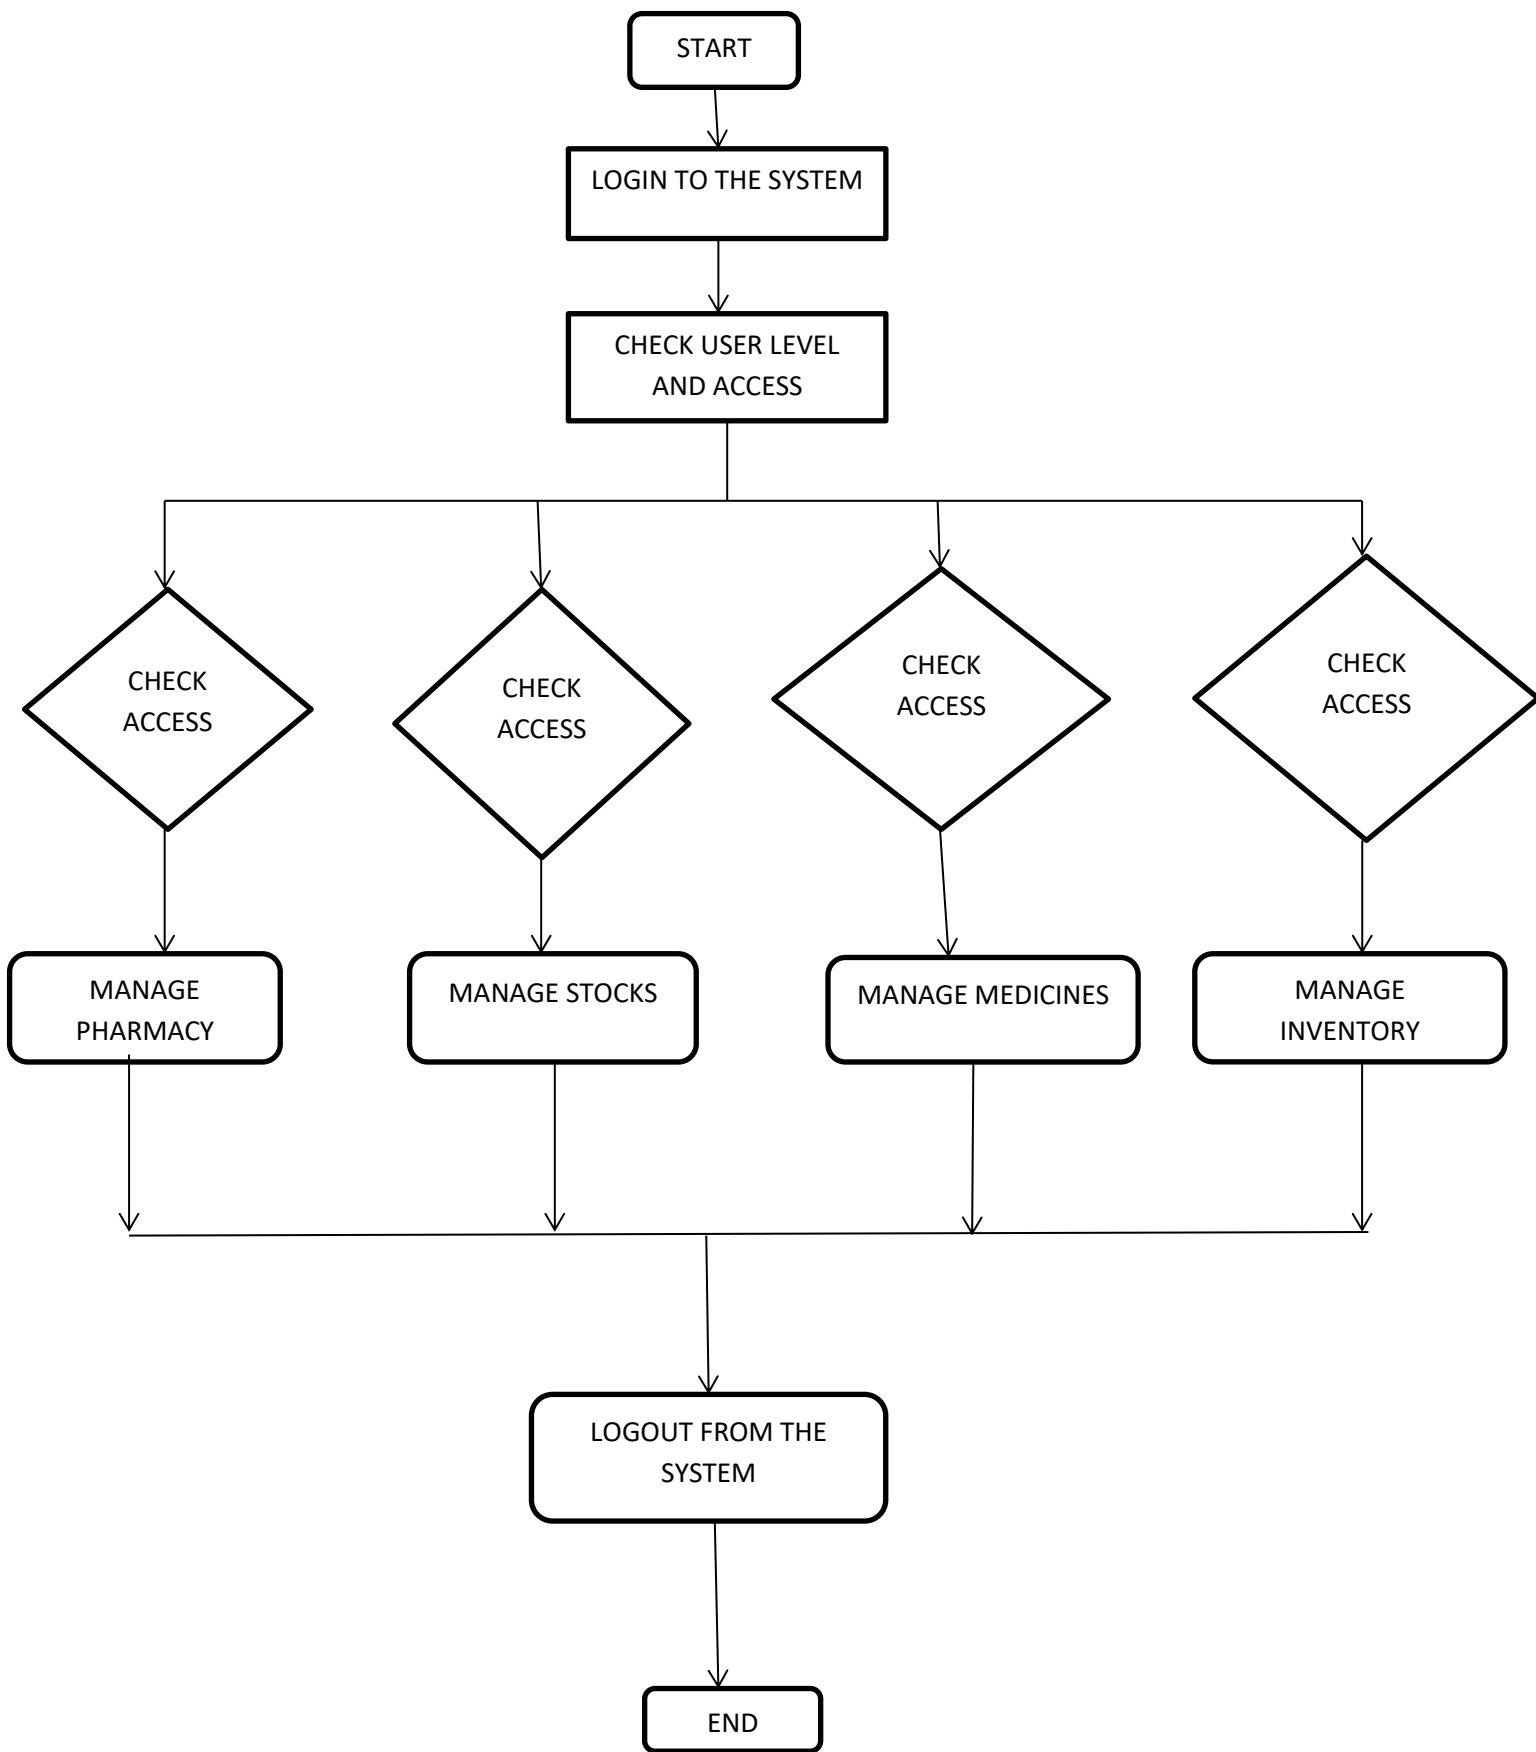 START
LOGIN TO THE SYSTEM
CHECK USER LEVEL
AND ACCESS
CHECK
ACCESS
CHECK
ACCESS
CHECK
ACCESS
CHECK
ACCESS
MANAGE
PHARMACY
MANAGE STOCKS
MANAGE MEDICINES
MANAGE
INVENTORY
LOGOUT FROM THE
SYSTEM
END